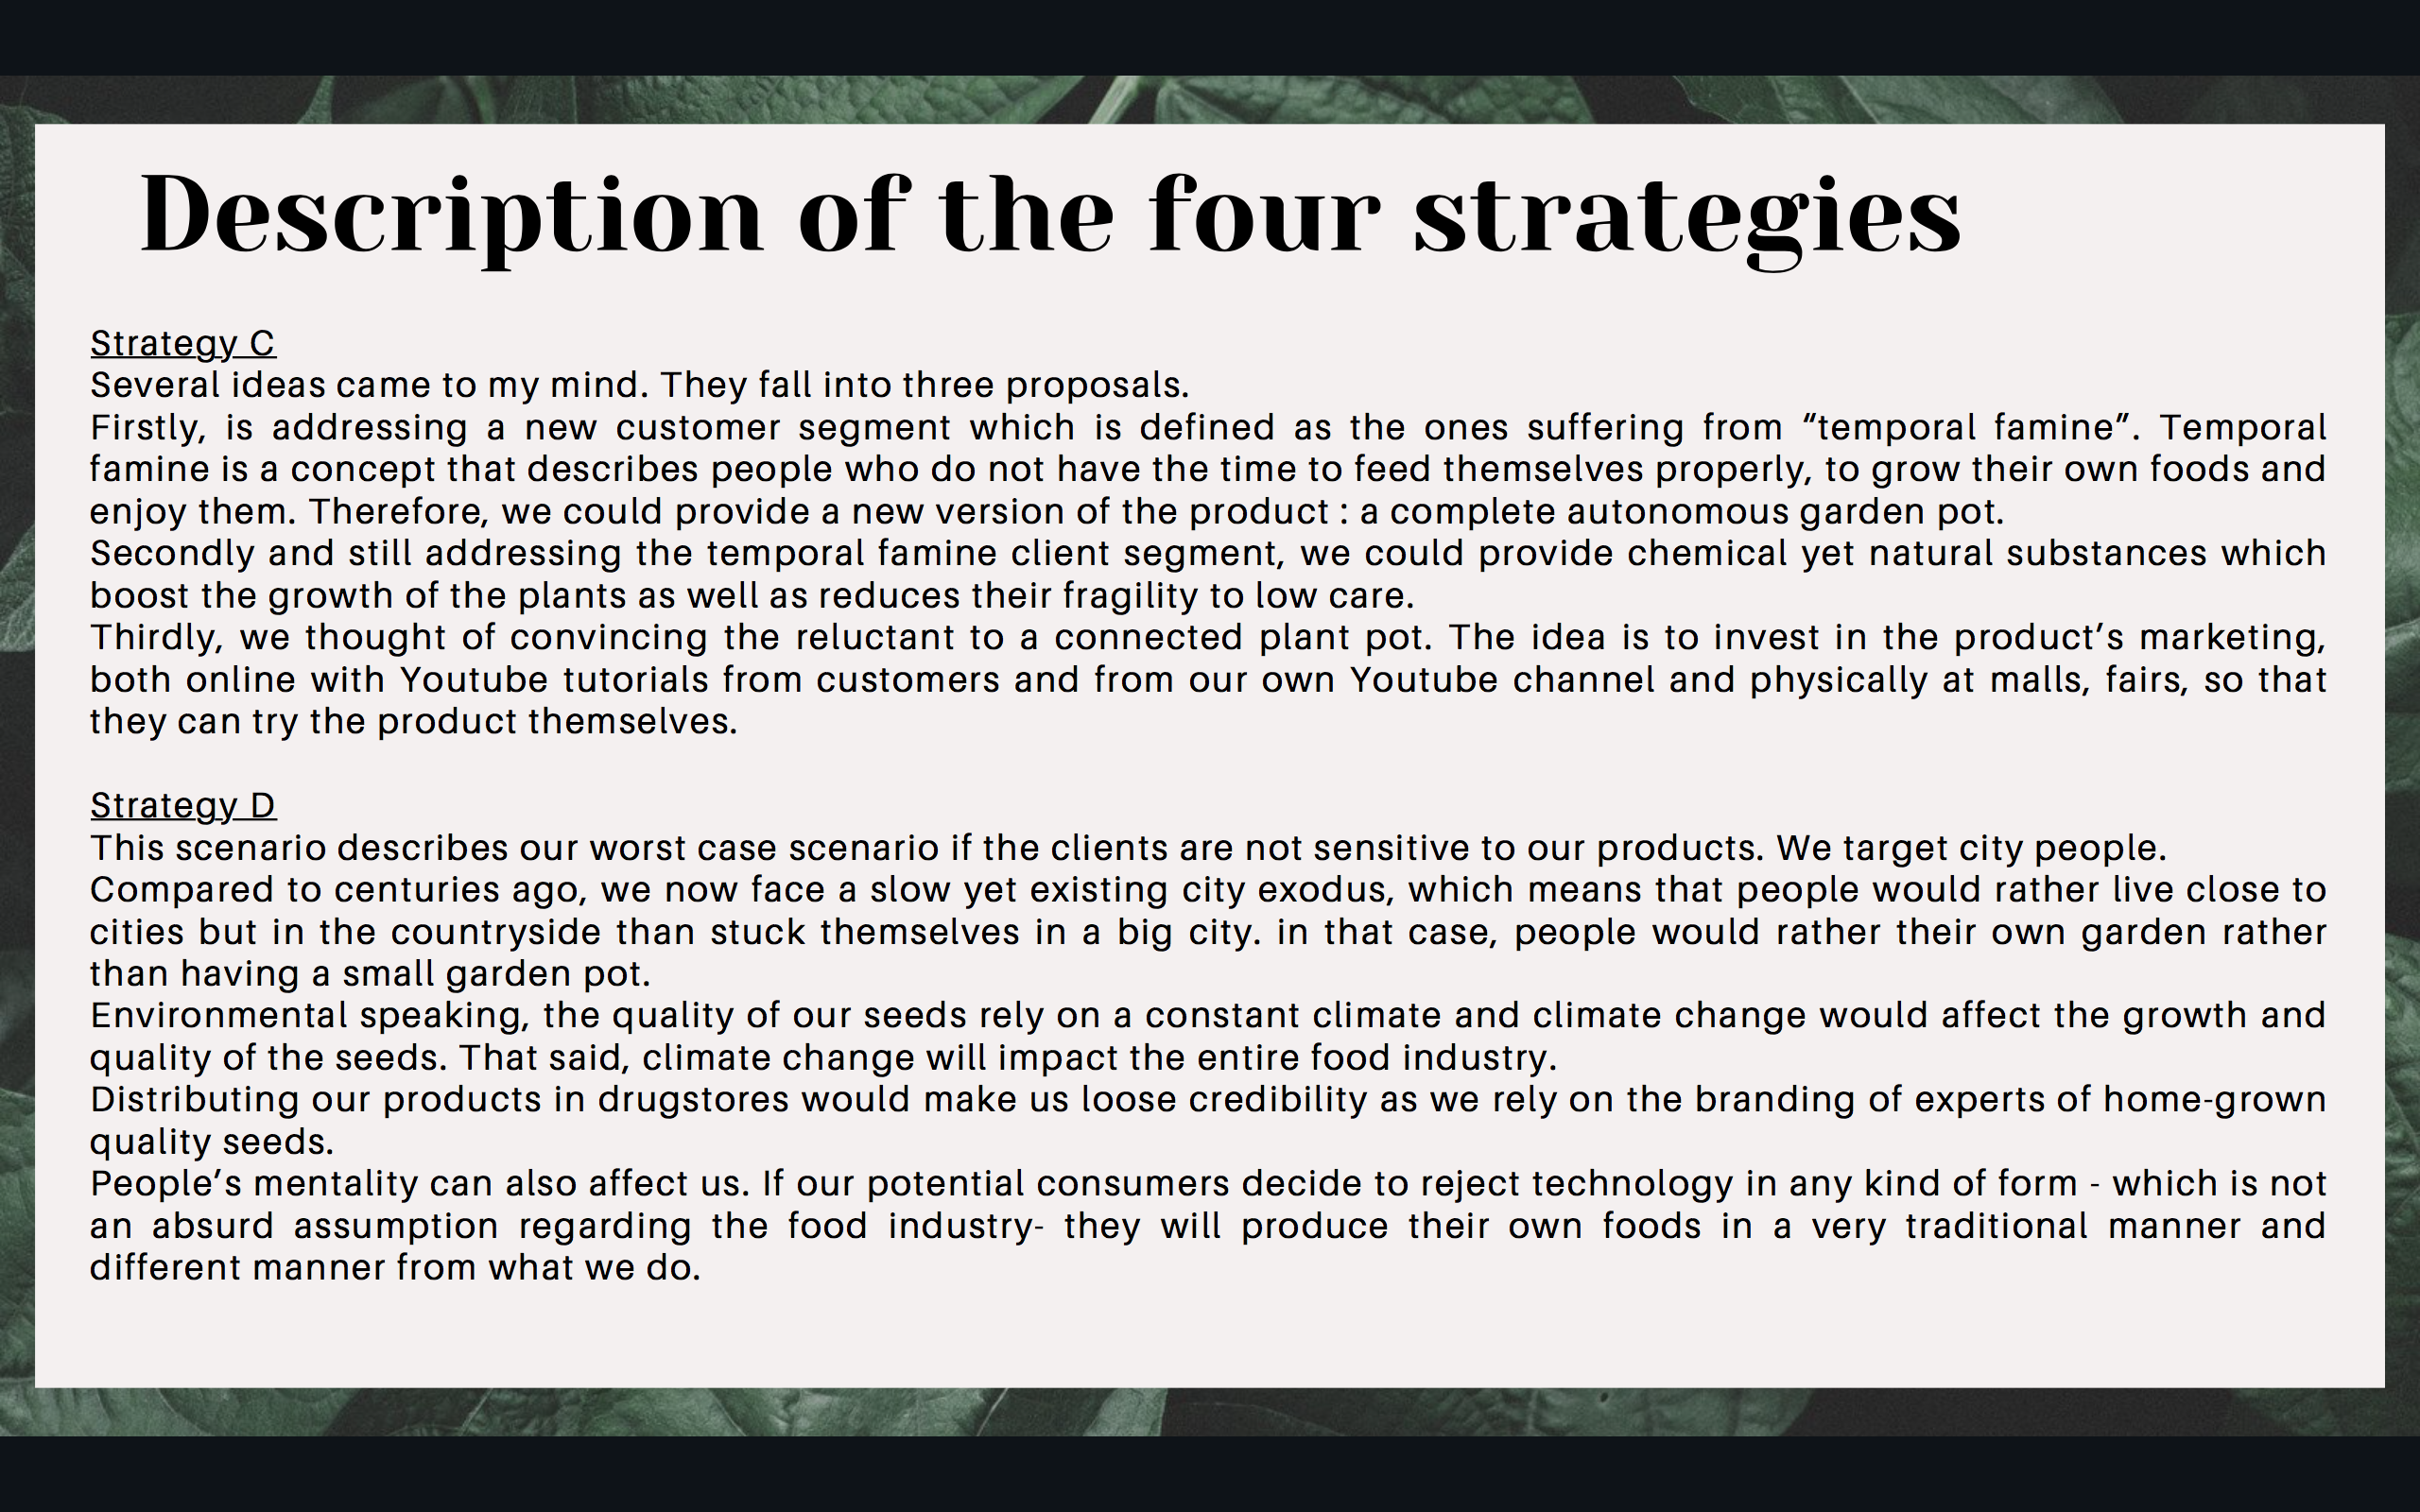 Description of the four strategies
Strategy C
Several ideas came to my mind. They fall into three proposals.
Firstly, is addressing a new customer segment which is defined as the ones suffering from “temporal famine”. Temporal
famine is a concept that describes people who do not have the time to feed themselves properly, to grow their own foods and
enjoy them. Therefore, we could provide a new version of the product : a complete autonomous garden pot.
Secondly and still addressing the temporal famine client segment, we could provide chemical yet natural substances which
boost the growth of the plants as well as reduces their fragility to low care.
Thirdly, we thought of convincing the reluctant to a connected plant pot. The idea is to invest in the product’s marketing,
both online with Youtube tutorials from customers and from our own Youtube channel and physically at malls, fairs, so that
they can try the product themselves.
Strategy D
This scenario describes our worst case scenario if the clients are not sensitive to our products. We target city people.
Compared to centuries ago, we now face a slow yet existing city exodus, which means that people would rather live close to
cities but in the countryside than stuck themselves in a big city. in that case, people would rather their own garden rather
than having a small garden pot.
Environmental speaking, the quality of our seeds rely on a constant climate and climate change would affect the growth and
quality of the seeds. That said, climate change will impact the entire food industry.
Distributing our products in drugstores would make us loose credibility as we rely on the branding of experts of home-grown
quality seeds.
People’s mentality can also affect us. If our potential consumers decide to reject technology in any kind of form - which is not
an absurd assumption regarding the food industry- they will produce their own foods in a very traditional manner and
different manner from what we do.